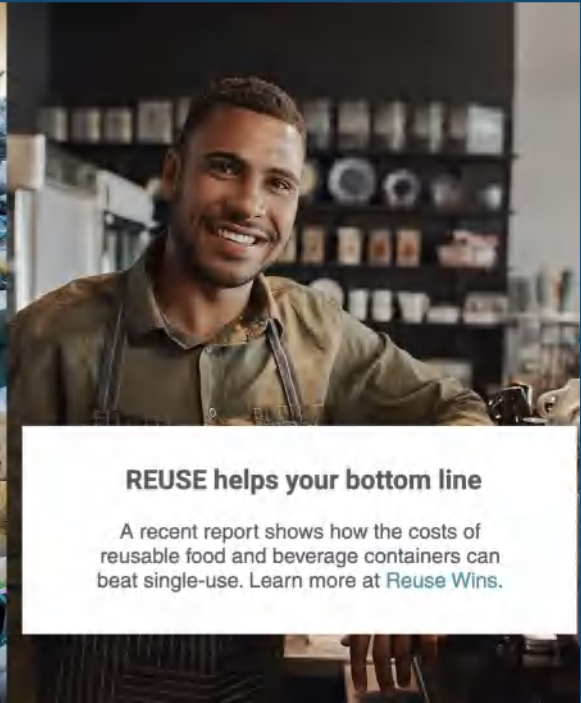 REUSE helps your bottom line
A recent report shows how the costs of
reusable food and beverage containers can
beat single-use. Learn more at Reuse Wins.